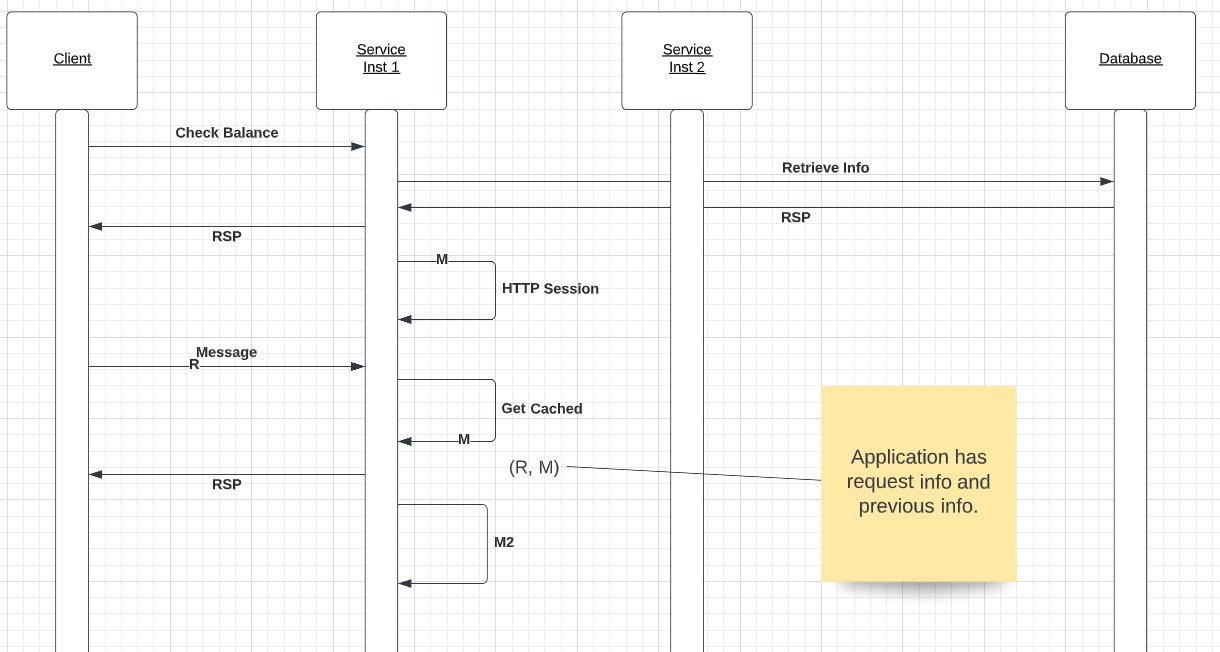 Client
Service
Inst 1
Service
Inst 2
Database
Check Balance
Retrieve Info
RSP
RSP
M
HTTP Session
Message
R
Get Cached
M
(R, M)
Application has
request info and
previous info.
RSP
M2